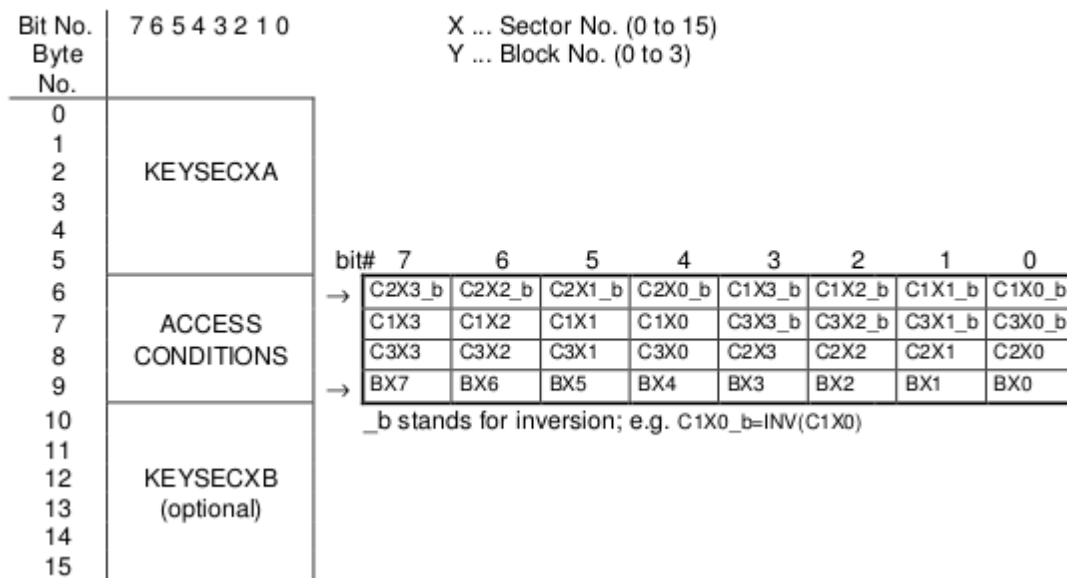 Bit No. 7 6 5 4 3 2 1 0 X ... Sector No. (0 to 15)
Byte Y ... Block No. (0 to 3)
No.
0
1
2 KEYSECXA
3
4
5 bit# 7 6 5 4 3 2 1 0
6 → C2X3_b C2X2_b C2X1_b C2X0_b C1X3_b C1X2_b C1X1_b C1X0_b
7 ACCESS C1X3 C1X2 C1X1 C1X0 C3X3_b C3X2_b C3X1_b C3X0_b
8 CONDITIONS C3X3 C3X2 C3X1 C3X0 C2X3 C2X2 C2X1 C2X0
9 → BX7 BX6 BX5 BX4 BX3 BX2 BX1 BX0
10 _b stands for inversion; e.g. C1X0_b=INV(C1X0)
11
12 KEYSECXB
13 (optional)
14
15